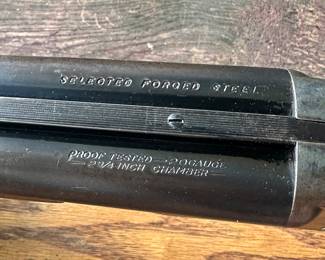 SELECTED FORGED STEEL
PROOF TESTED—20 GAUGE
—2 3/4 INCH CHAMBER—